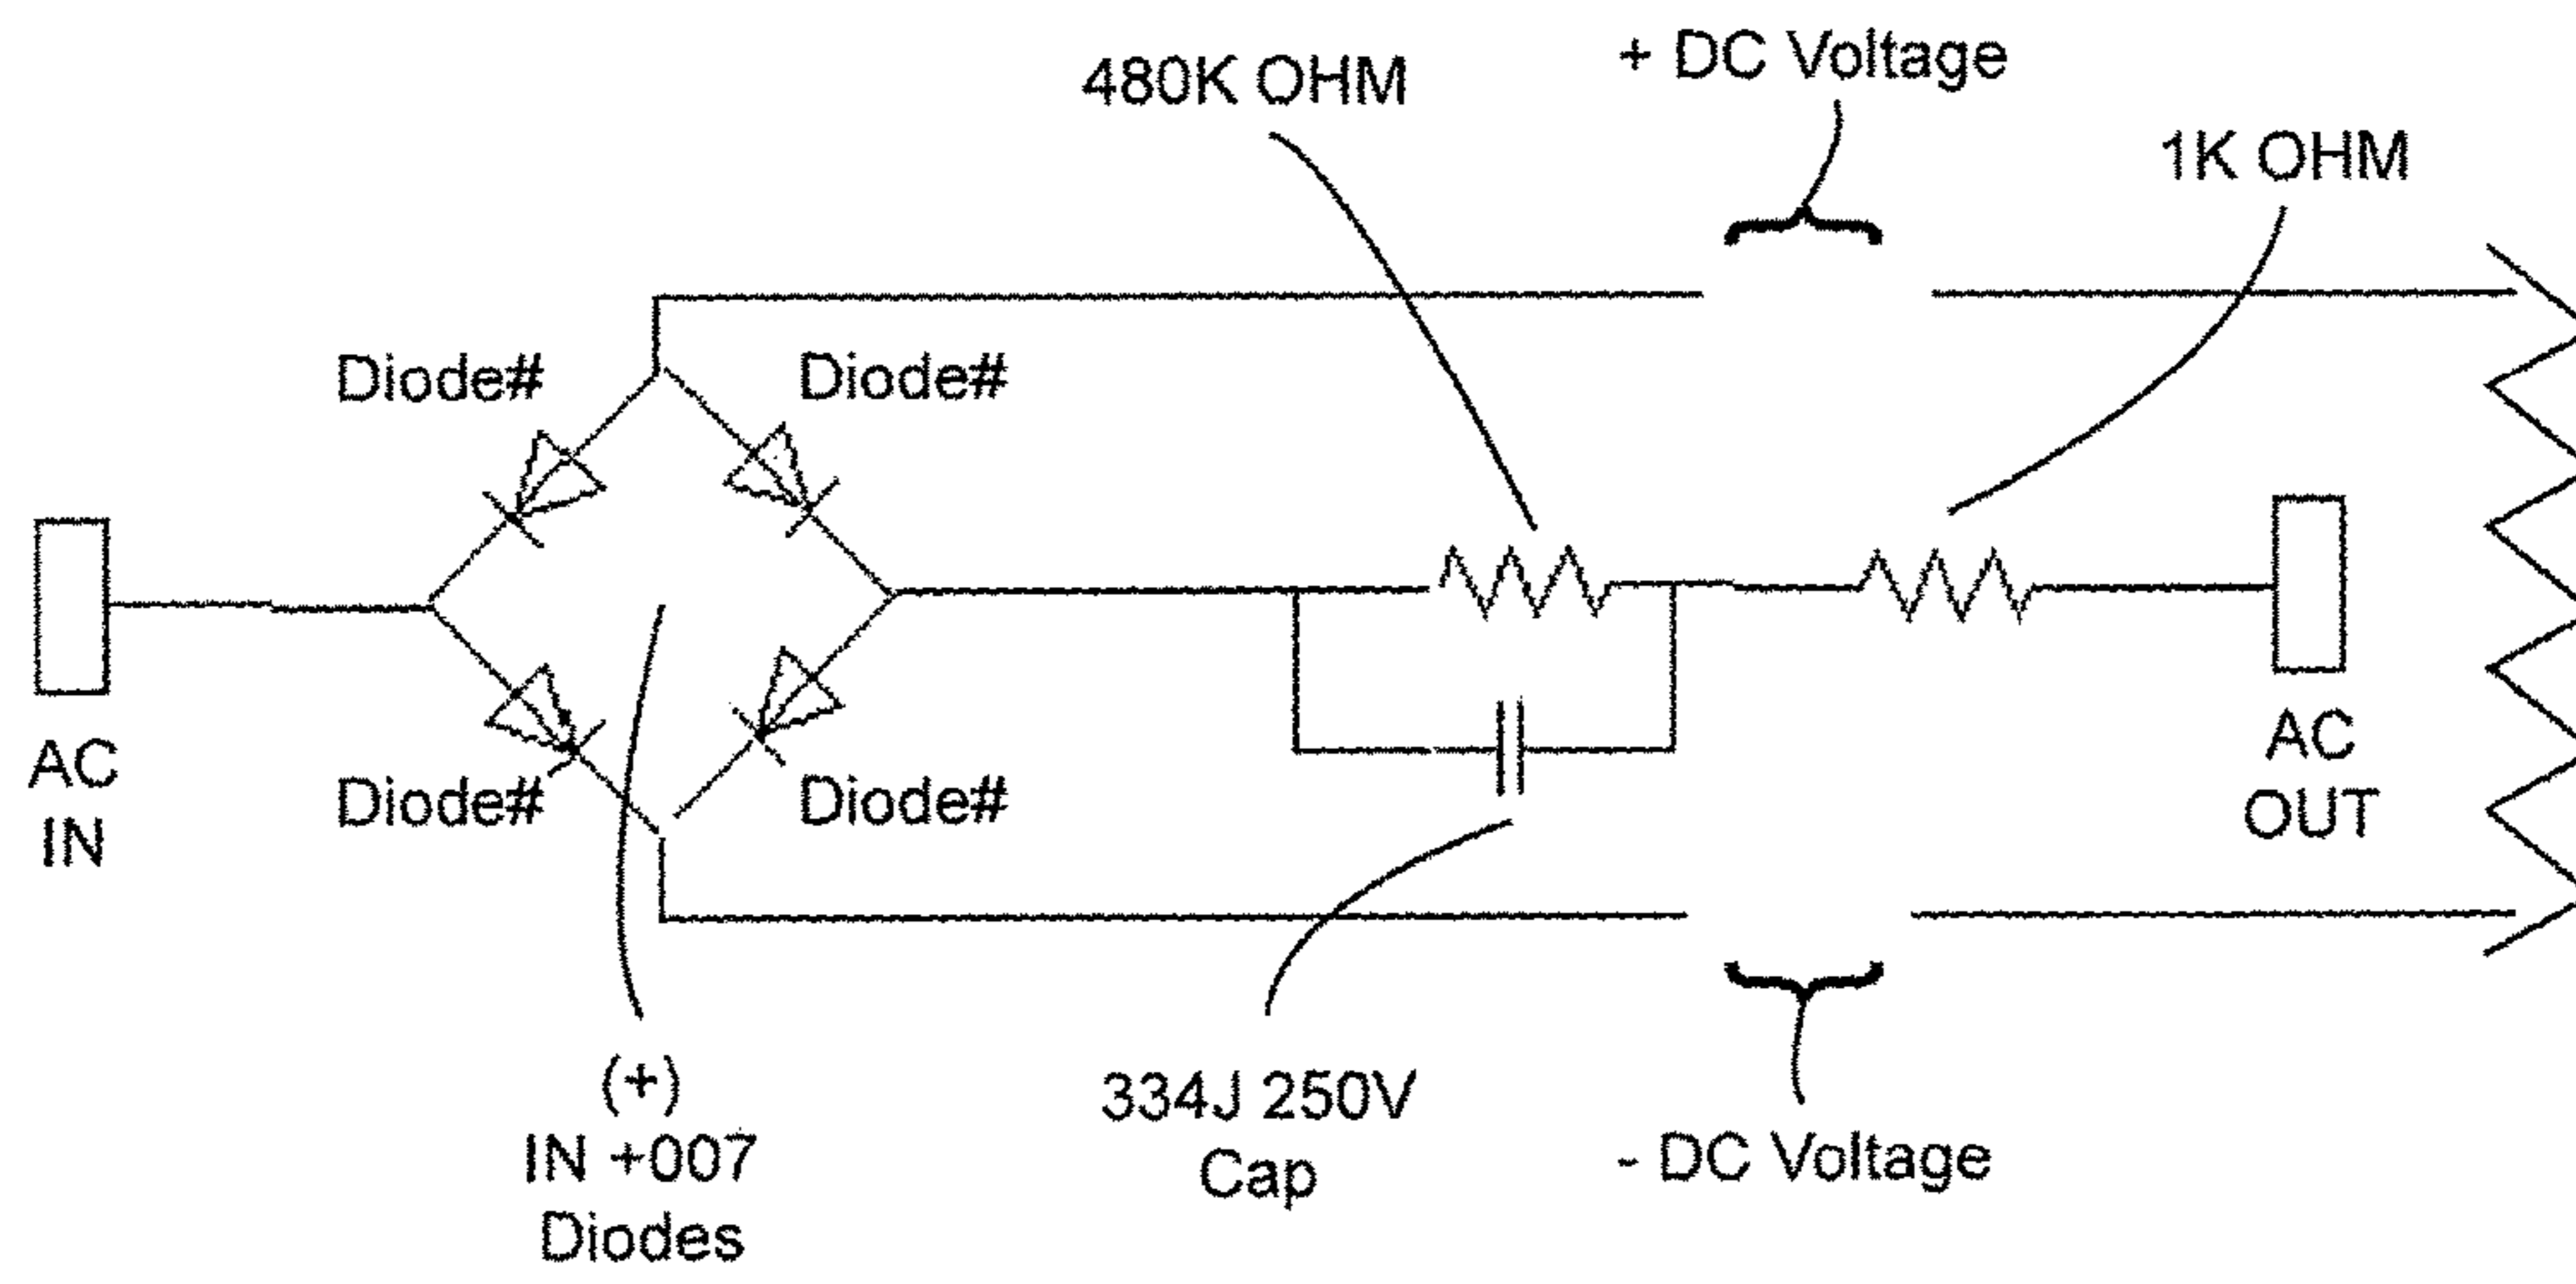 480K OHM
+ DC Voltage
1K OHM
Diode#
Diode#
AC
IN
Diode#
Diode#
AC
OUT
(+)
IN +007
Diodes
334J 250V
Cap
- DC Voltage